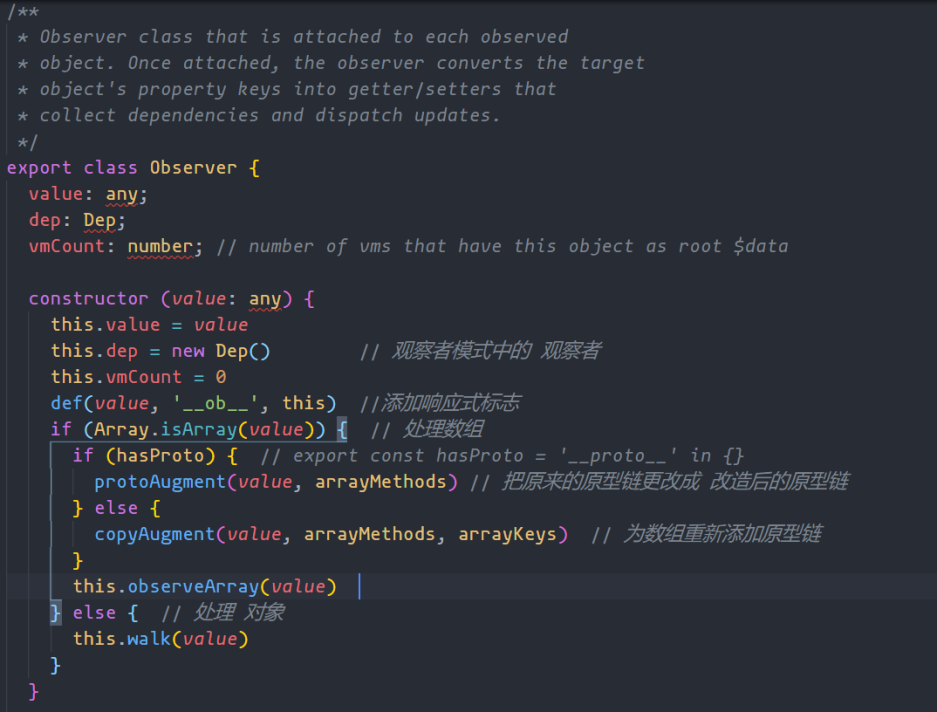 /**
 * Observer class that is attached to each observed
 * object. Once attached, the observer converts the target
 * object's property keys into getter/setters that
 * collect dependencies and dispatch updates.
 */
export class Observer {
  value: any;
  dep: Dep;
  vmCount: number; // number of vms that have this object as root $data

  constructor (value: any) {
    this.value = value
    this.dep = new Dep()        // 观察者模式中的 观察者
    this.vmCount = 0
    def(value, '__ob__', this)  //添加响应式标志
    if (Array.isArray(value)) {  // 处理数组
      if (hasProto) {  // export const hasProto = '__proto__' in {}
        protoAugment(value, arrayMethods) // 把原来的原型链更改成 改造后的原型链
      } else {
        copyAugment(value, arrayMethods, arrayKeys)  // 为数组重新添加原型链
      }
      this.observeArray(value)
    } else {  // 处理 对象
      this.walk(value)
    }
  }